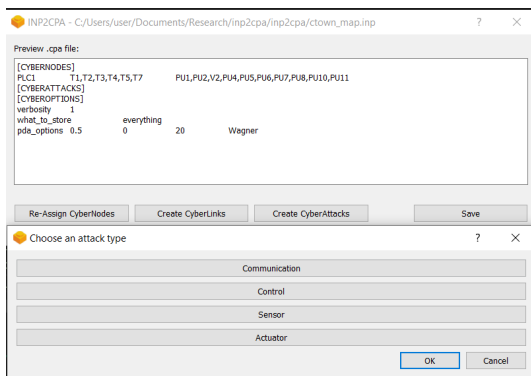 INP2CPA - C:/Users/user/Documents/Research/inp2cpa/inp2cpa/ctown_map.inp ? ×
Preview .cpa file:
[CYBERNODES]
PLC1 T1,T2,T3,T4,T5,T7 PU1,PU2,V2,PU4,PU5,PU6,PU7,PU8,PU10,PU11
[CYBERATTACKS]
[CYBEROPTIONS]
verbosity 1
what_to_store everything
pda_options 0.5 0 20 Wagner
Re-Assign CyberNodes Create CyberLinks Create CyberAttacks Save
Choose an attack type ? ×
Communication
Control
Sensor
Actuator
OK Cancel